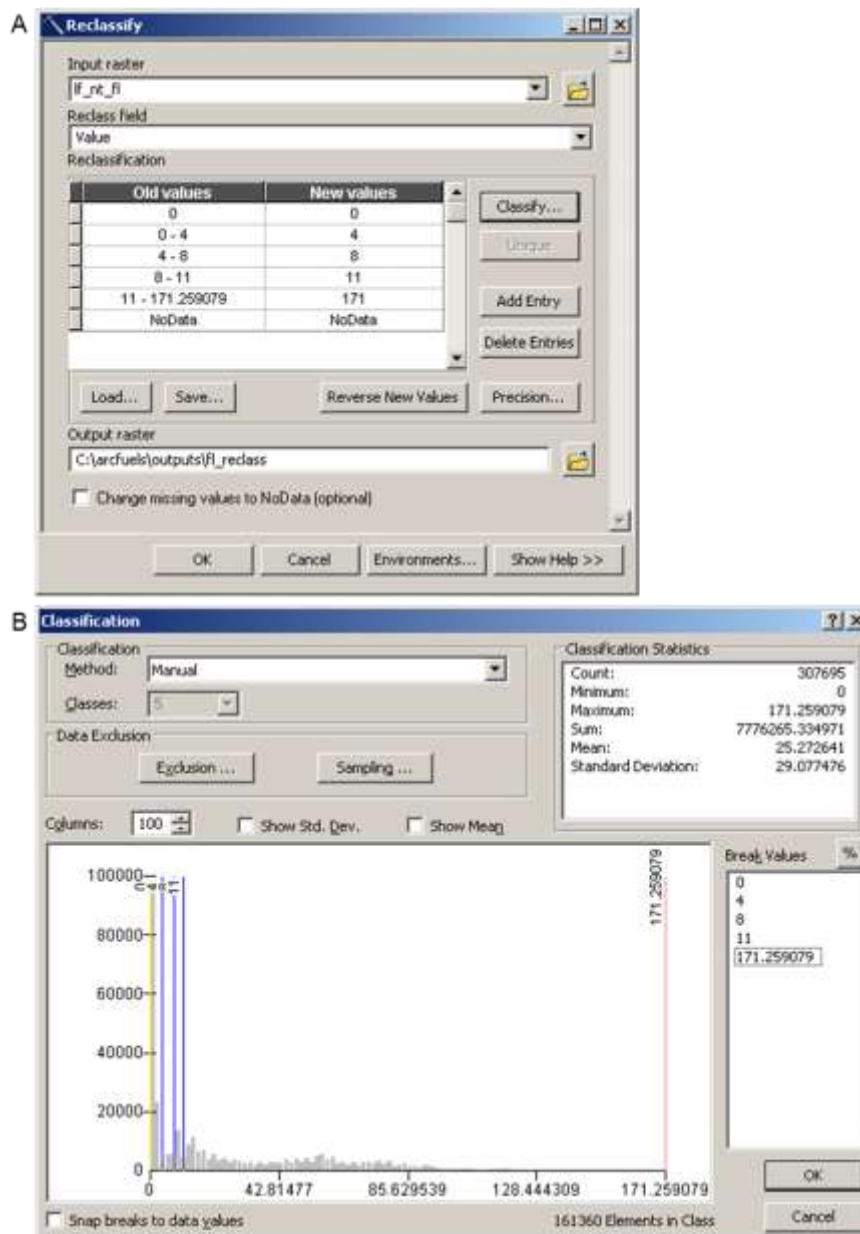 A
Reclassify
Input raster
lf_nt_fl
Reclass field
Value
Reclassification
Old values New values
0 0
0 - 4 4
4 - 8 8
8 - 11 11
11 - 171.259079 171
NoData NoData
Classify...
Unique
Add Entry
Delete Entries
Load... Save... Reverse New Values Precision...
Output raster
C:\arcfuels\outputs\fl_reclass
Change missing values to NoData (optional)
OK Cancel Environments... Show Help >>
B
Classification
Classification
Method: Manual
Classes: 5
Data Exclusion
Exclusion ... Sampling ...
Classification Statistics
Count: 307695
Minimum: 0
Maximum: 171.259079
Sum: 7776265.334971
Mean: 25.272641
Standard Deviation: 29.077476
Columns: 100 Show Std. Dev. Show Mean
Break Values %
0
4
8
11
171.259079
100000
80000
60000
40000
20000
0
0 4 8 11 171.259079
0 42.81477 85.629539 128.444309 171.259079
OK
Cancel
Snap breaks to data values 161360 Elements in Class